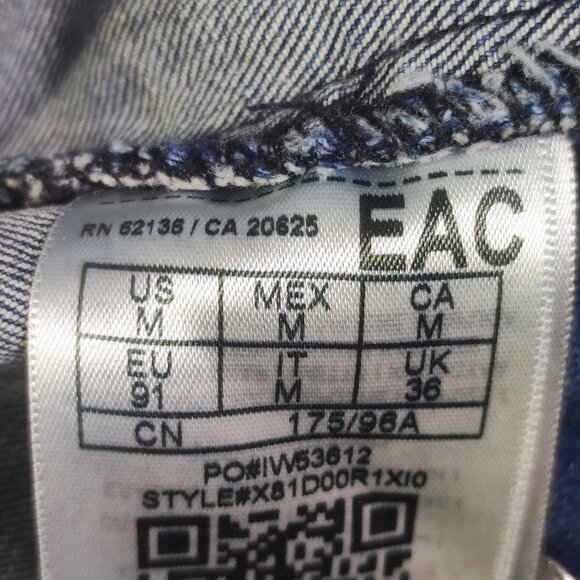 RN 62136 / CA 20625
EAC
US MEX CA
M M M
EU IT UK
91 M 36
CN 175/96A
PO#IW53612
STYLE#X81D00R1XI0